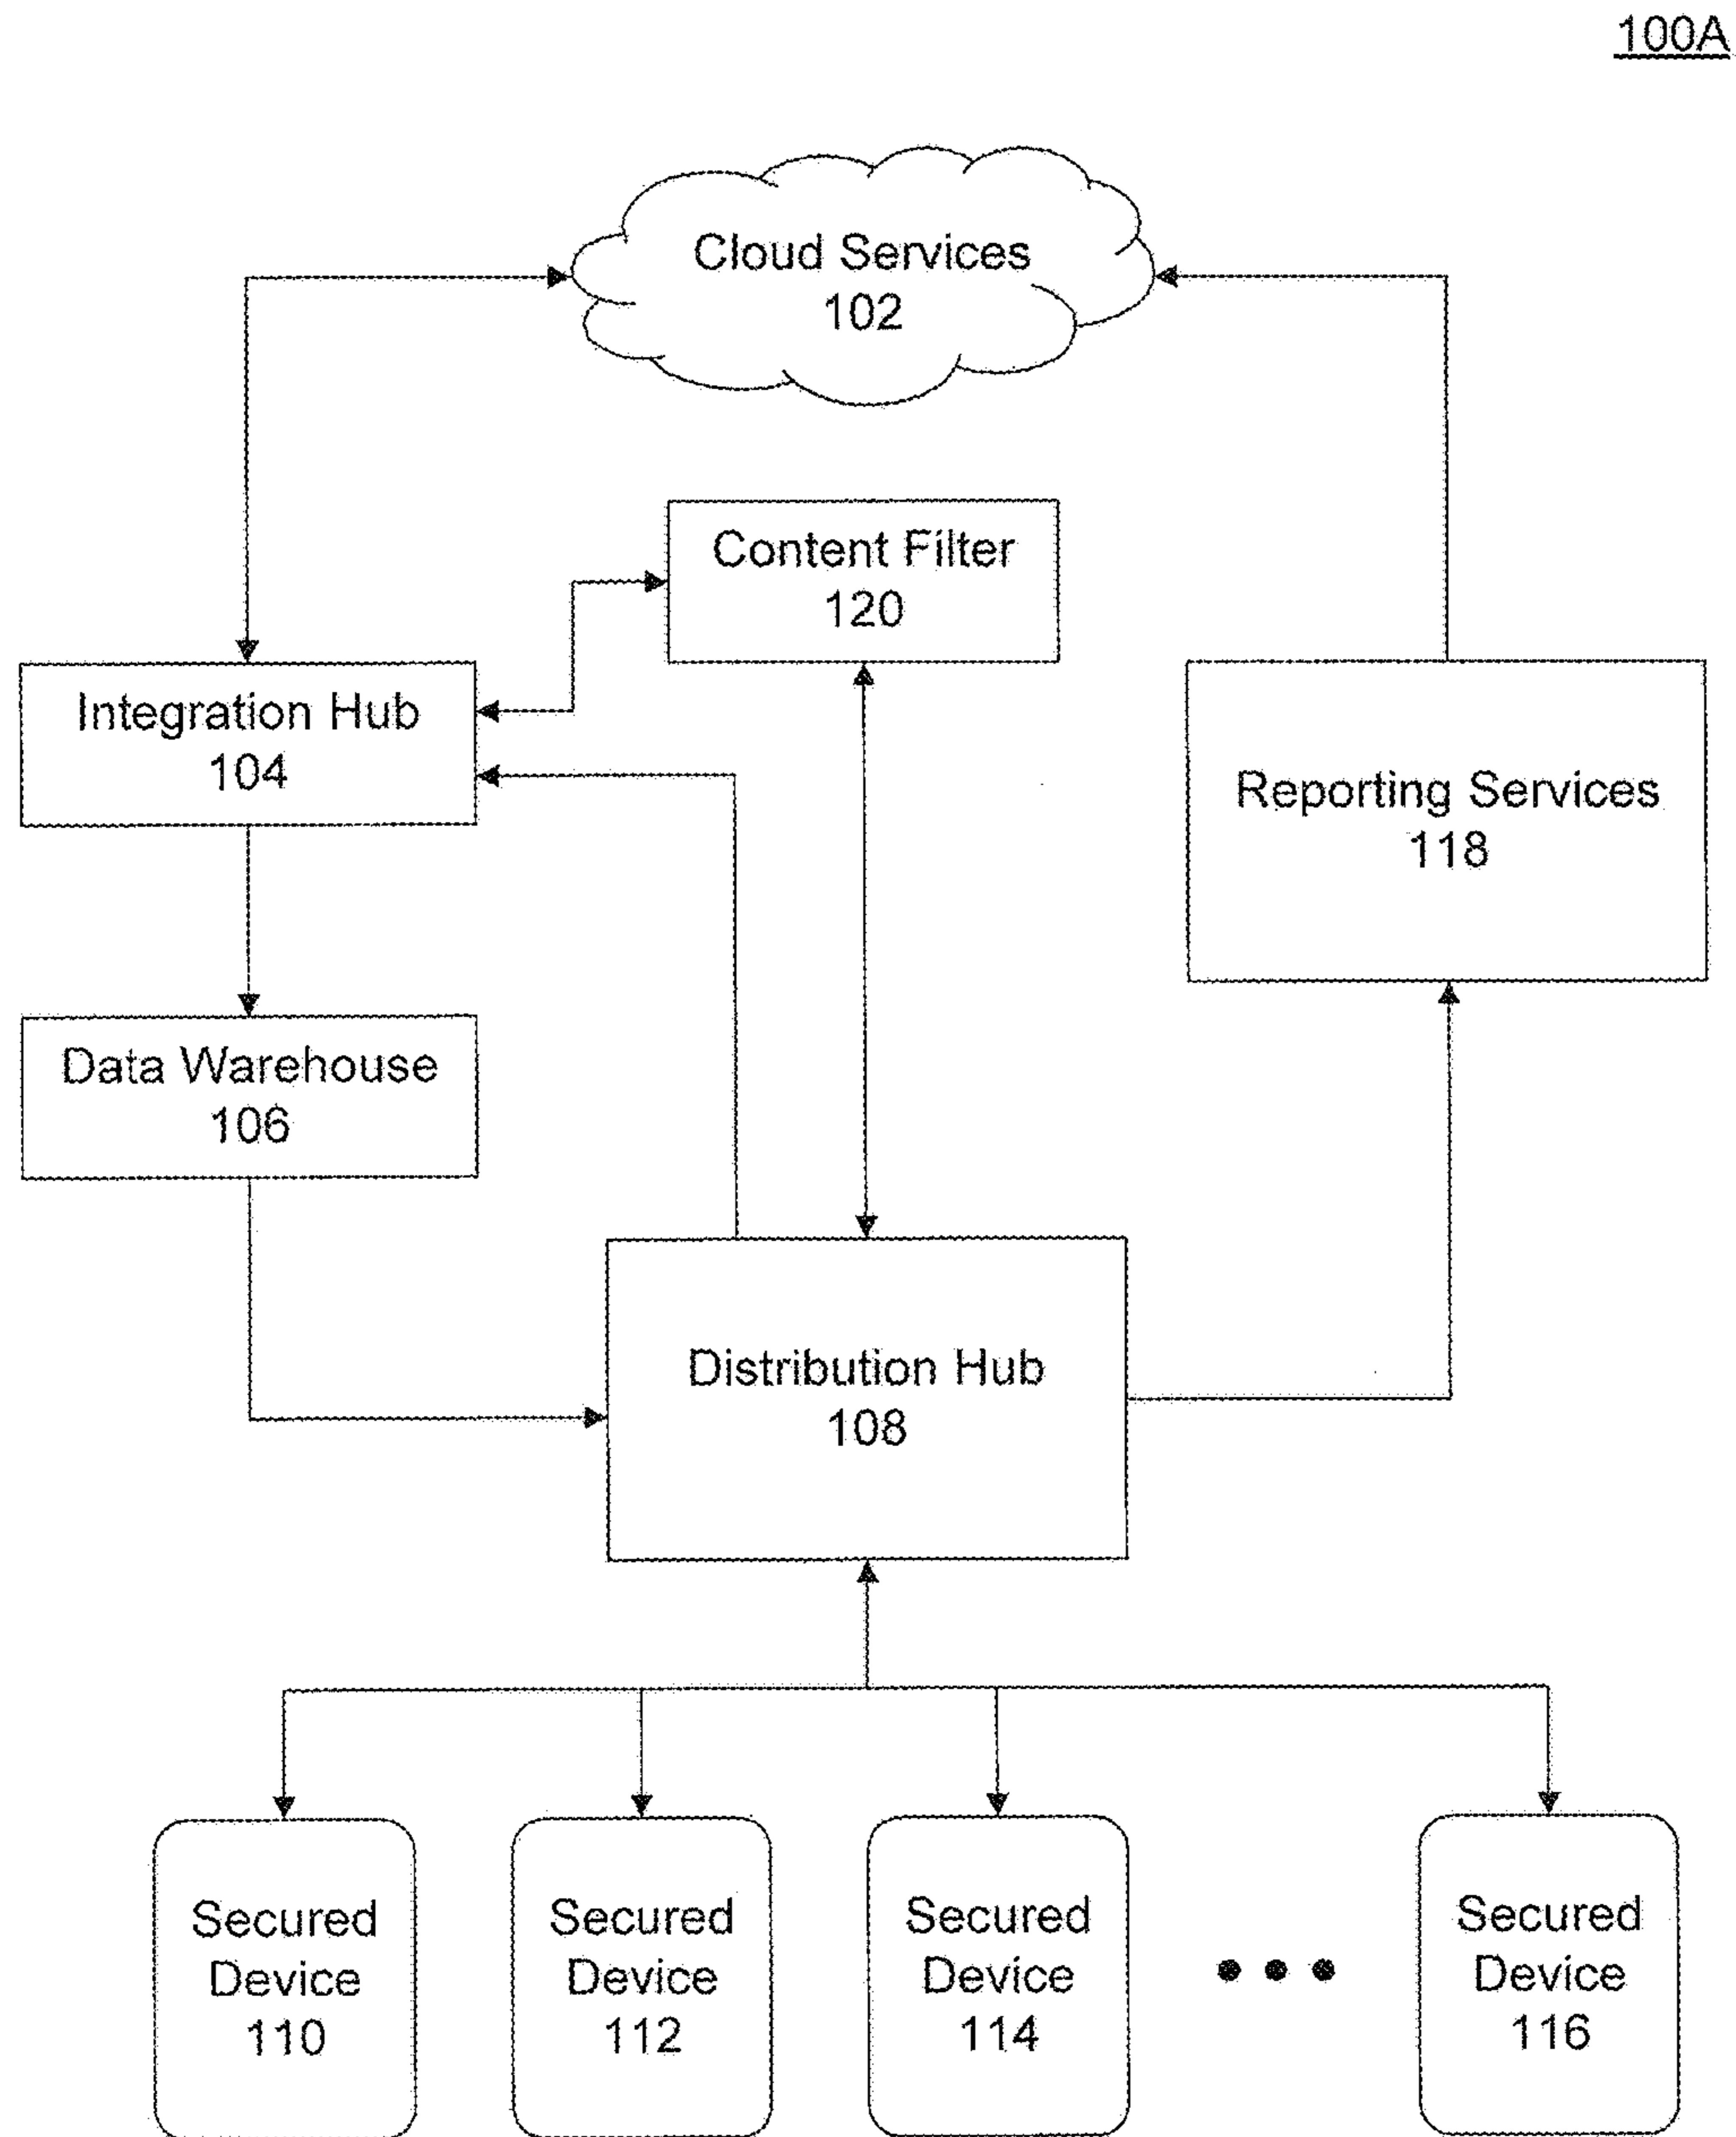 100A
Cloud Services
102
Content Filter
120
Integration Hub
104
Reporting Services
118
Data Warehouse
106
Distribution Hub
108
Secured
Device
110
Secured
Device
112
Secured
Device
114
Secured
Device
116